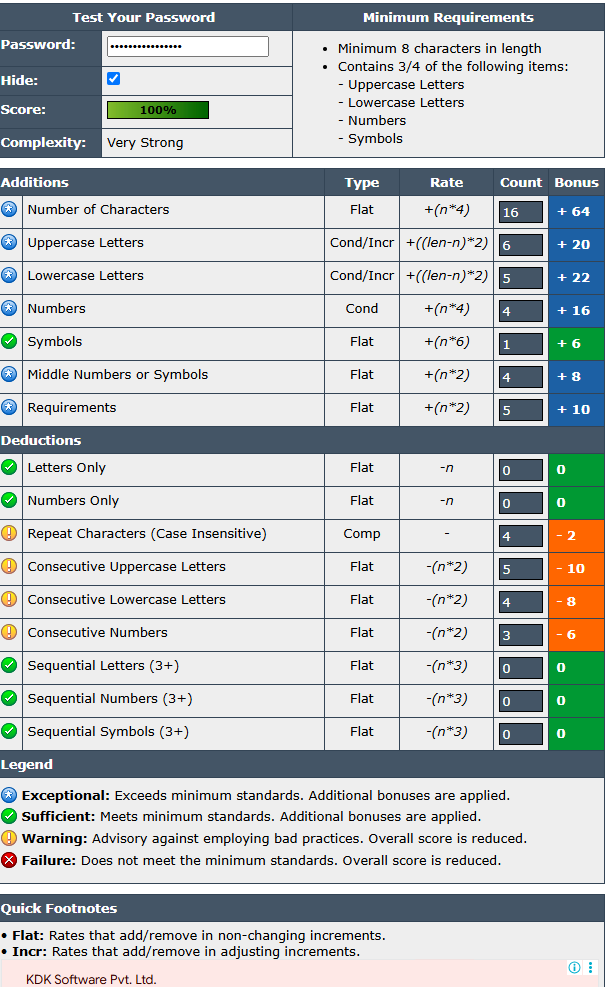 Test Your Password
Minimum Requirements
Password: ••••••••••••••••
• Minimum 8 characters in length
• Contains 3/4 of the following items:
- Uppercase Letters
- Lowercase Letters
- Numbers
- Symbols
Hide:
Score: 100%
Complexity: Very Strong
Additions Type Rate Count Bonus
Number of Characters Flat +(n*4) 16 + 64
Uppercase Letters Cond/Incr +((len-n)*2) 6 + 20
Lowercase Letters Cond/Incr +((len-n)*2) 5 + 22
Numbers Cond +(n*4) 4 + 16
Symbols Flat +(n*6) 1 + 6
Middle Numbers or Symbols Flat +(n*2) 4 + 8
Requirements Flat +(n*2) 5 + 10
Deductions
Letters Only Flat -n 0 0
Numbers Only Flat -n 0 0
Repeat Characters (Case Insensitive) Comp - 4 - 2
Consecutive Uppercase Letters Flat -(n*2) 5 - 10
Consecutive Lowercase Letters Flat -(n*2) 4 - 8
Consecutive Numbers Flat -(n*2) 3 - 6
Sequential Letters (3+) Flat -(n*3) 0 0
Sequential Numbers (3+) Flat -(n*3) 0 0
Sequential Symbols (3+) Flat -(n*3) 0 0
Legend
Exceptional: Exceeds minimum standards. Additional bonuses are applied.
Sufficient: Meets minimum standards. Additional bonuses are applied.
Warning: Advisory against employing bad practices. Overall score is reduced.
Failure: Does not meet the minimum standards. Overall score is reduced.
Quick Footnotes
• Flat: Rates that add/remove in non-changing increments.
• Incr: Rates that add/remove in adjusting increments.
KDK Software Pvt. Ltd.